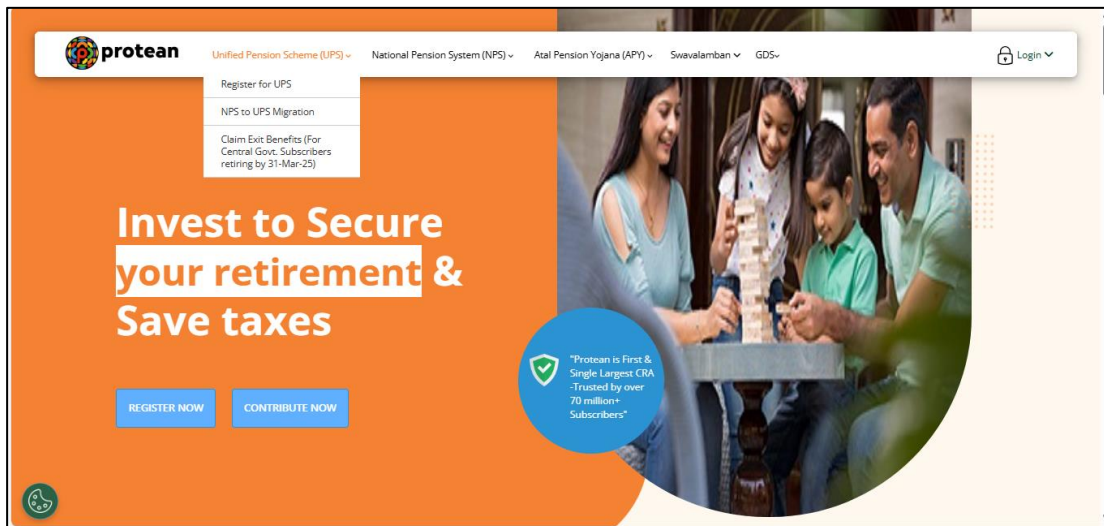 protean
Unified Pension Scheme (UPS)
National Pension System (NPS)
Atal Pension Yojana (APY)
Swavalamban
GDS
Login
Register for UPS
NPS to UPS Migration
Claim Exit Benefits (For
Central Govt. Subscribers
retiring by 31-Mar-25)
Invest to Secure
your retirement &
Save taxes
REGISTER NOW
CONTRIBUTE NOW
"Protean is First &
Single Largest CRA
-Trusted by over
70 million+
Subscribers"